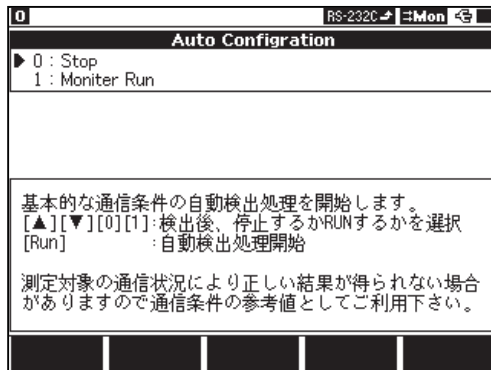 0 RS-232C ⇄Mon
Auto Configration
▶ 0 : Stop
1 : Moniter Run
基本的な通信条件の自動検出処理を開始します。
[▲][▼][0][1]:検出後、停止するかRUNするかを選択
[Run] :自動検出処理開始
測定対象の通信状況により正しい結果が得られない場合
がありますので通信条件の参考値としてご利用下さい。